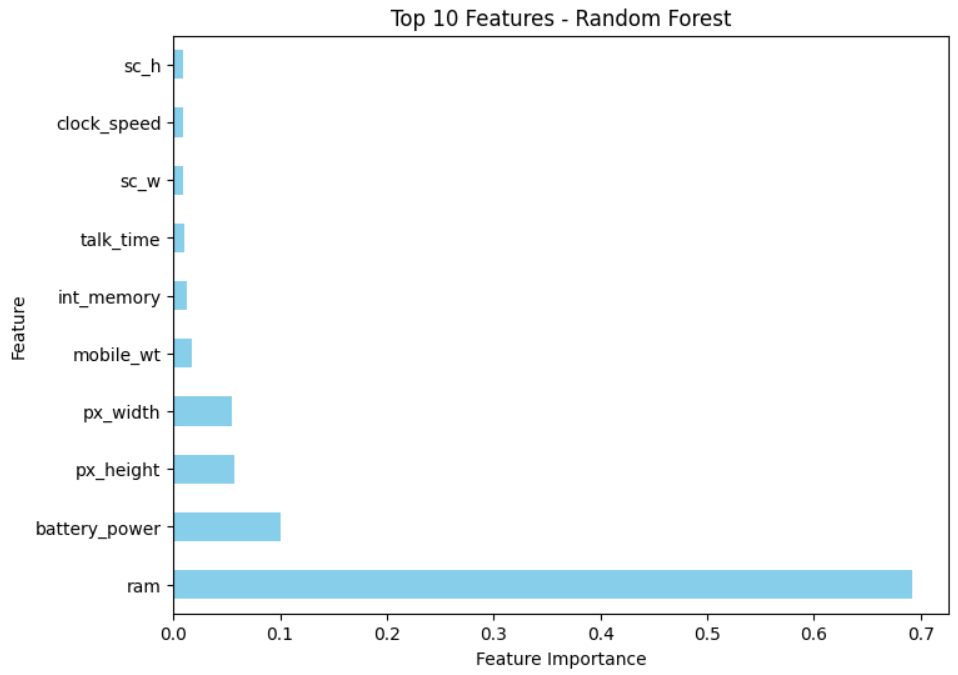 Top 10 Features - Random Forest
sc_h
clock_speed
sc_w
talk_time
int_memory
mobile_wt
px_width
px_height
battery_power
ram
Feature
0.0 0.1 0.2 0.3 0.4 0.5 0.6 0.7
Feature Importance